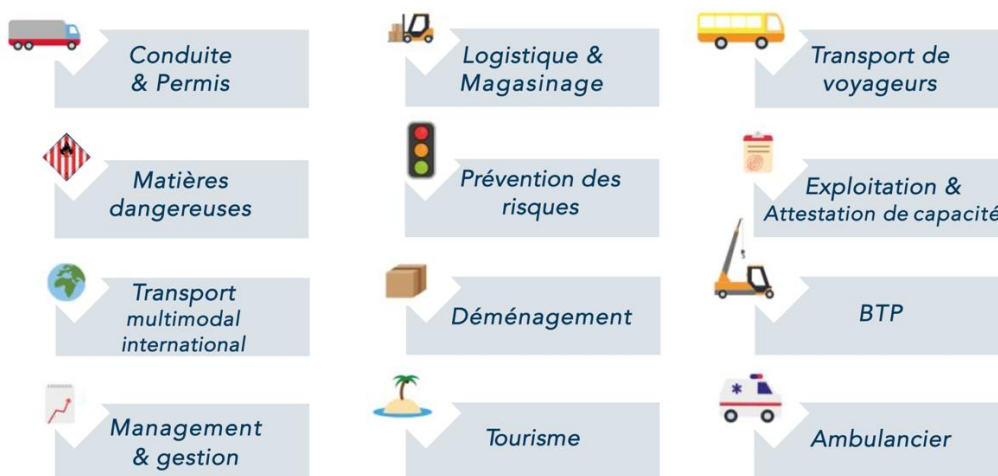 Conduite
& Permis
Logistique &
Magasinage
Transport de
voyageurs
Matières
dangereuses
Prévention des
risques
Exploitation &
Attestation de capacité
Transport
multimodal
international
Déménagement
BTP
Management
& gestion
Tourisme
Ambulancier